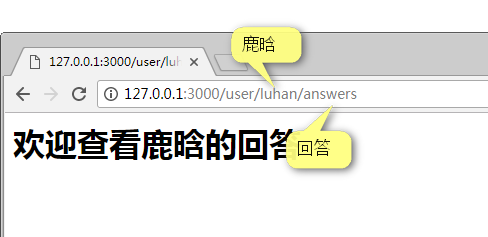 鹿晗
127.0.0.1:3000/user/luh
127.0.0.1:3000/user/luhan/answers
欢迎查看鹿晗的回答
回答